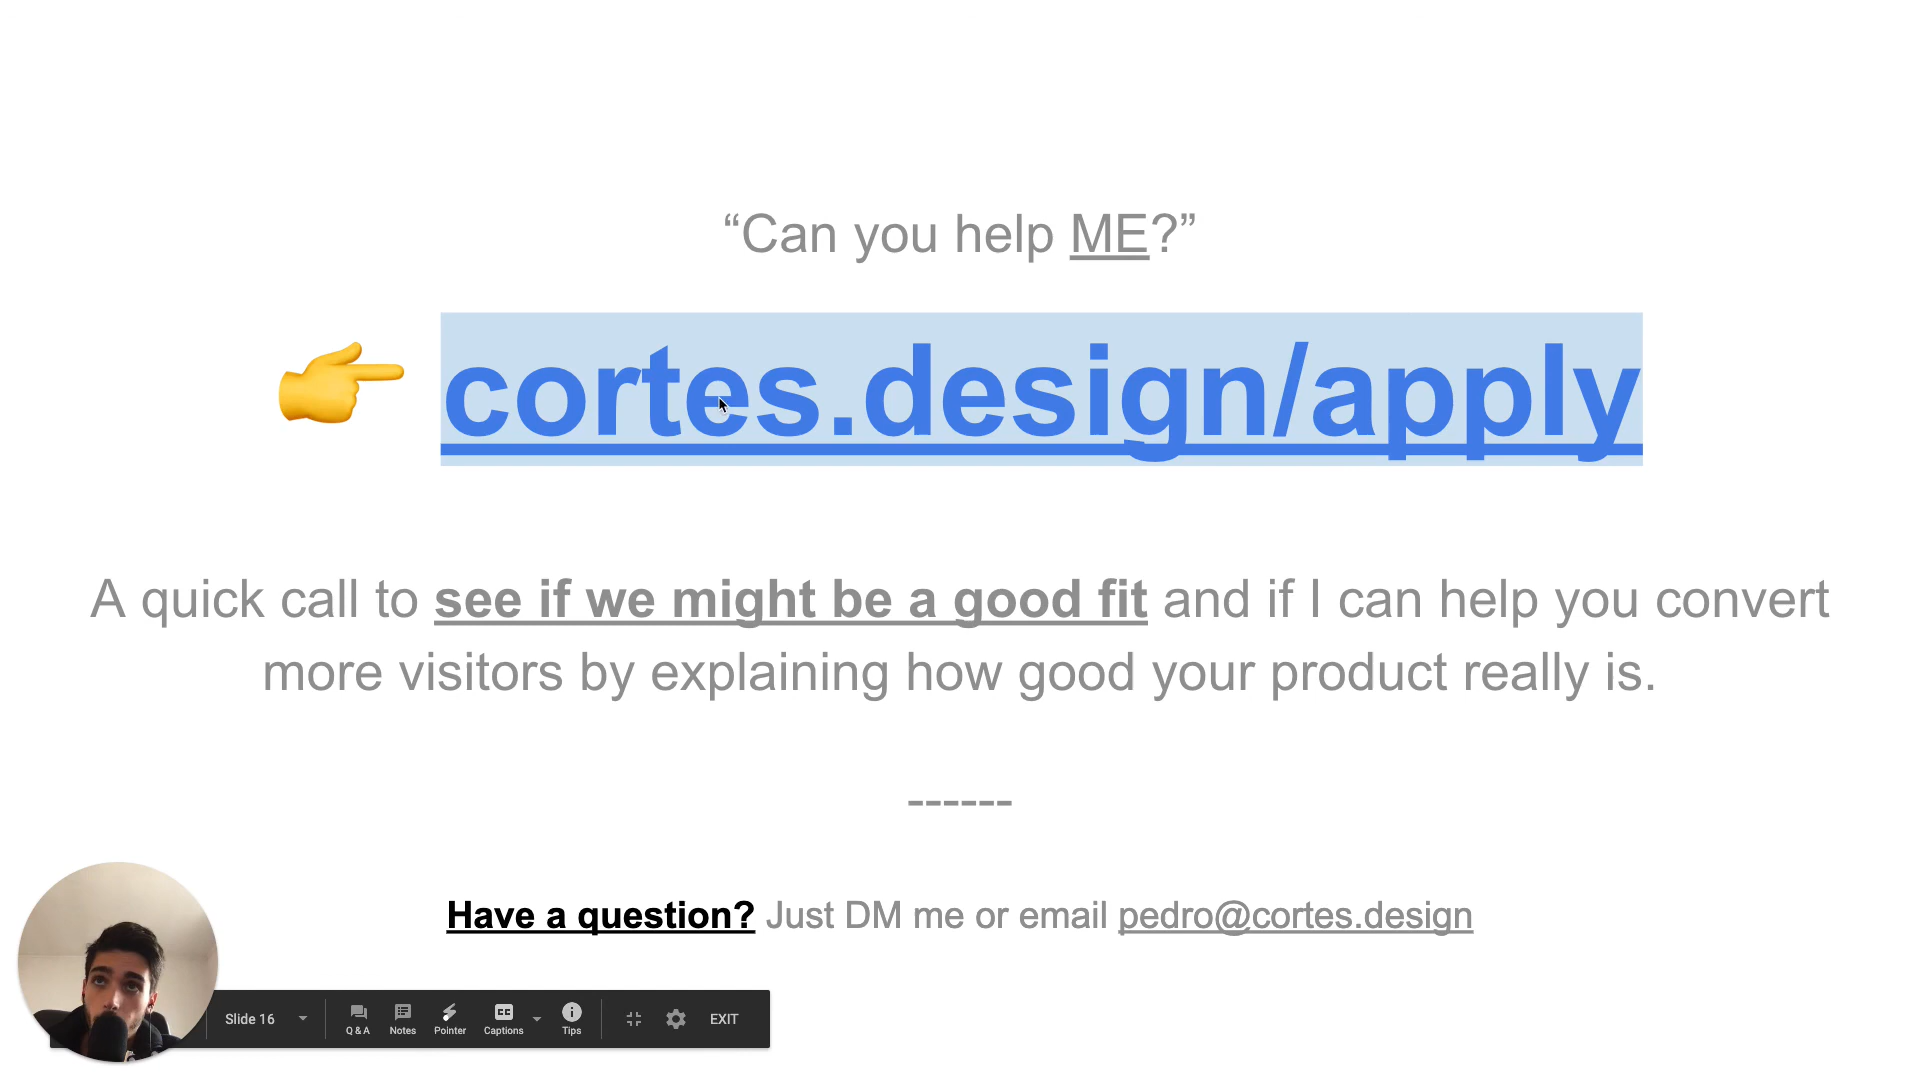 “Can you help ME?”
cortes.design/apply
A quick call to see if we might be a good fit and if I can help you convert
more visitors by explaining how good your product really is.
------
Have a question? Just DM me or email pedro@cortes.design
Slide 16
Q & A
Notes
Pointer
CC
Captions
Tips
EXIT